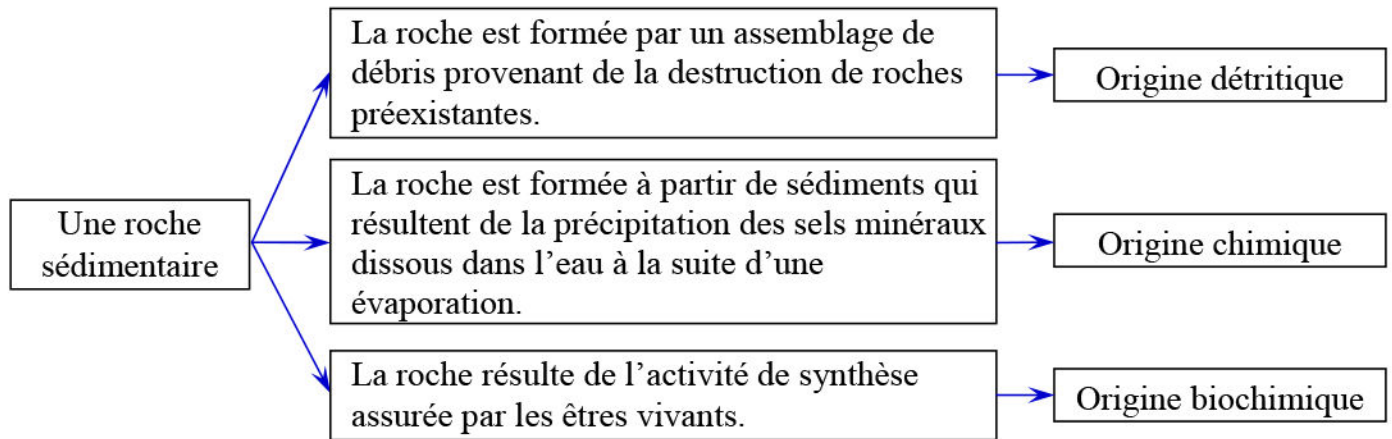 La roche est formée par un assemblage de
débris provenant de la destruction de roches
préexistantes.
Origine détritique
Une roche
sédimentaire
La roche est formée à partir de sédiments qui
résultent de la précipitation des sels minéraux
dissous dans l’eau à la suite d’une
évaporation.
Origine chimique
La roche résulte de l’activité de synthèse
assurée par les êtres vivants.
Origine biochimique